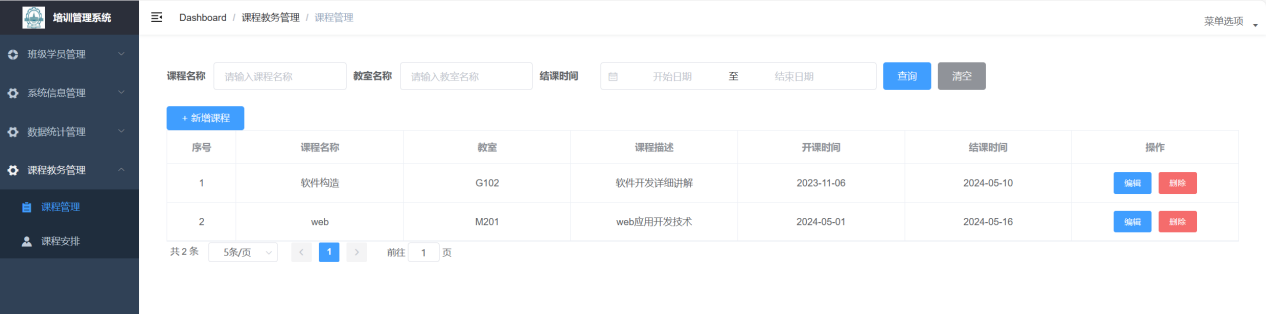 培训管理系统
Dashboard / 课程教务管理 / 课程管理
菜单选项
班级学员管理
系统信息管理
数据统计管理
课程教务管理
课程管理
课程安排
课程名称 请输入课程名称 教室名称 请输入教室名称 结课时间 开始日期 至 结束日期 查询 清空
+ 新增课程
序号 课程名称 教室 课程描述 开课时间 结课时间 操作
1 软件构造 G102 软件开发详细讲解 2023-11-06 2024-05-10 编辑 删除
2 web M201 web应用开发技术 2024-05-01 2024-05-16 编辑 删除
共 2 条 5条/页 < 1 > 前往 1 页